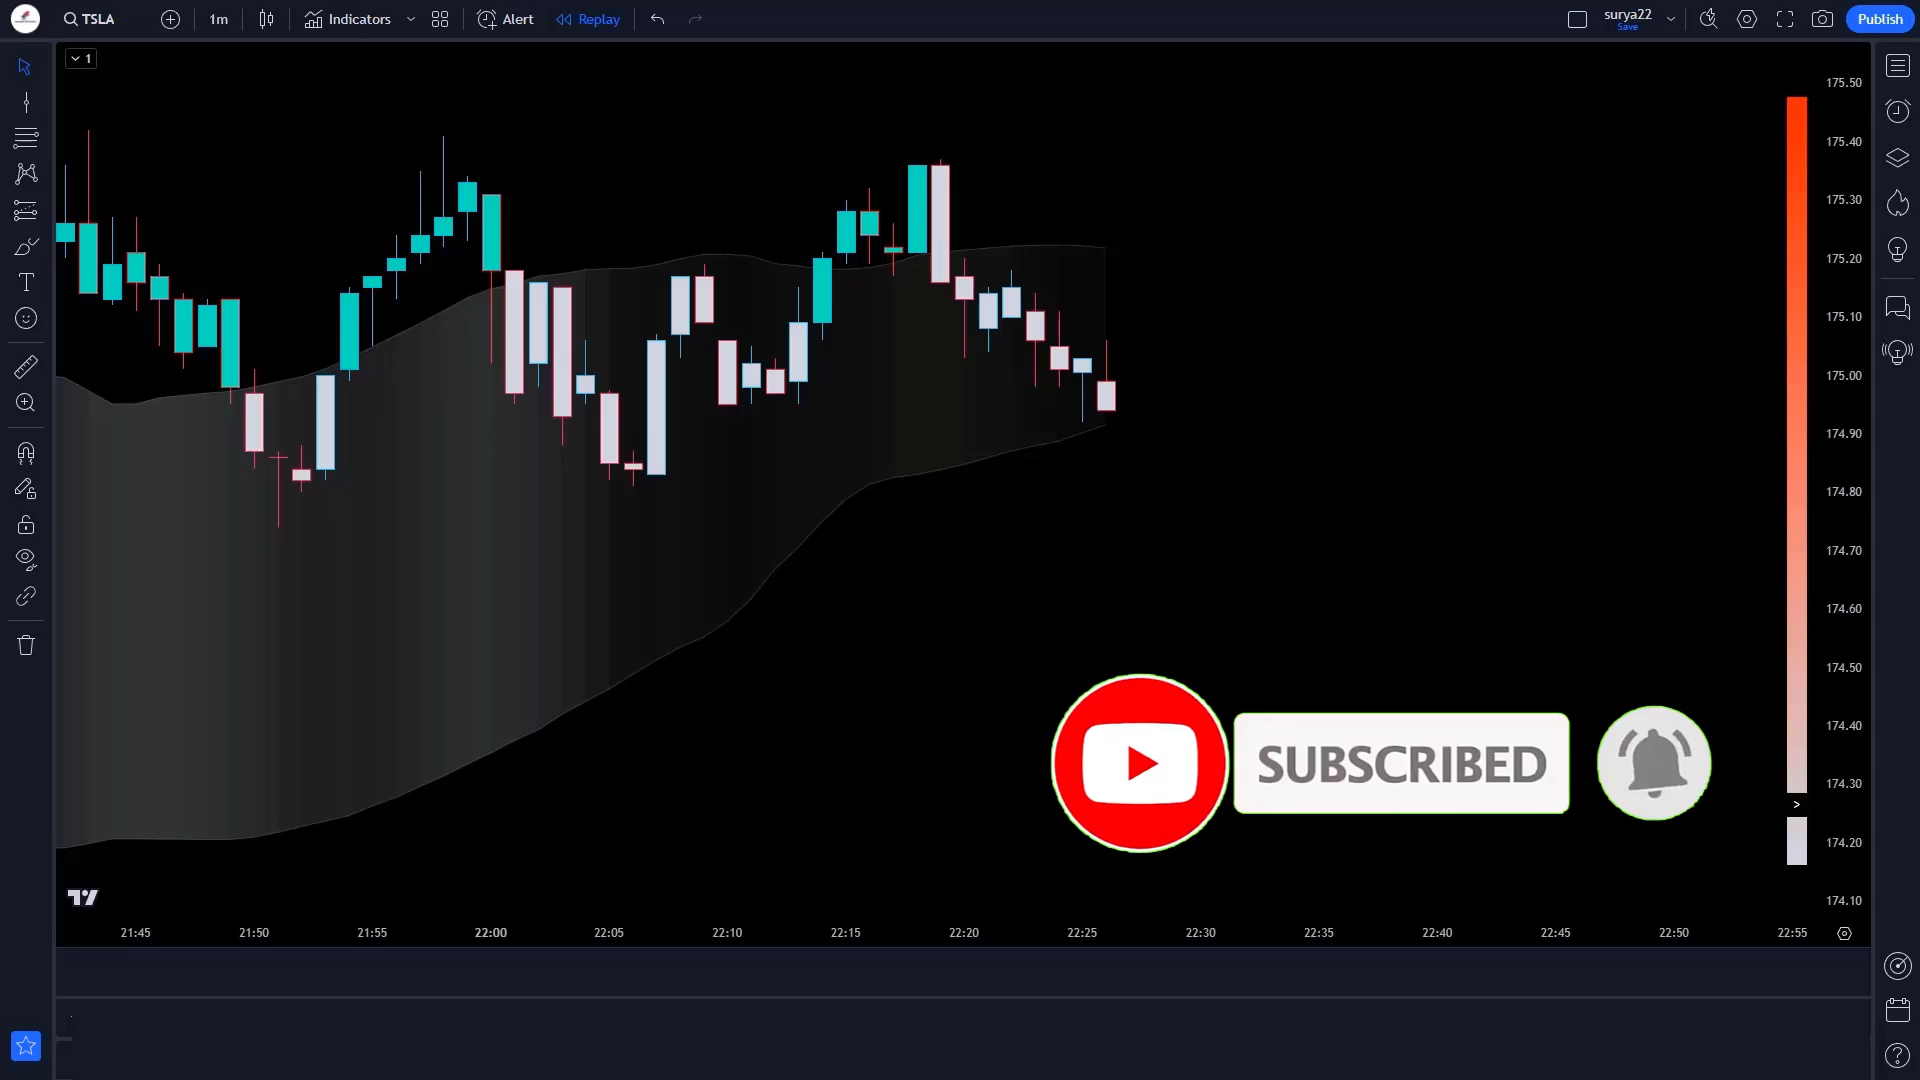 TSLA
1m
Indicators
Alert
Replay
surya22
Save
Publish
1
175.50
175.40
175.30
175.20
175.10
175.00
174.90
174.80
174.70
174.60
174.50
174.40
174.30
174.20
174.10
SUBSCRIBED
21:45 21:50 21:55 22:00 22:05 22:10 22:15 22:20 22:25 22:30 22:35 22:40 22:45 22:50 22:55